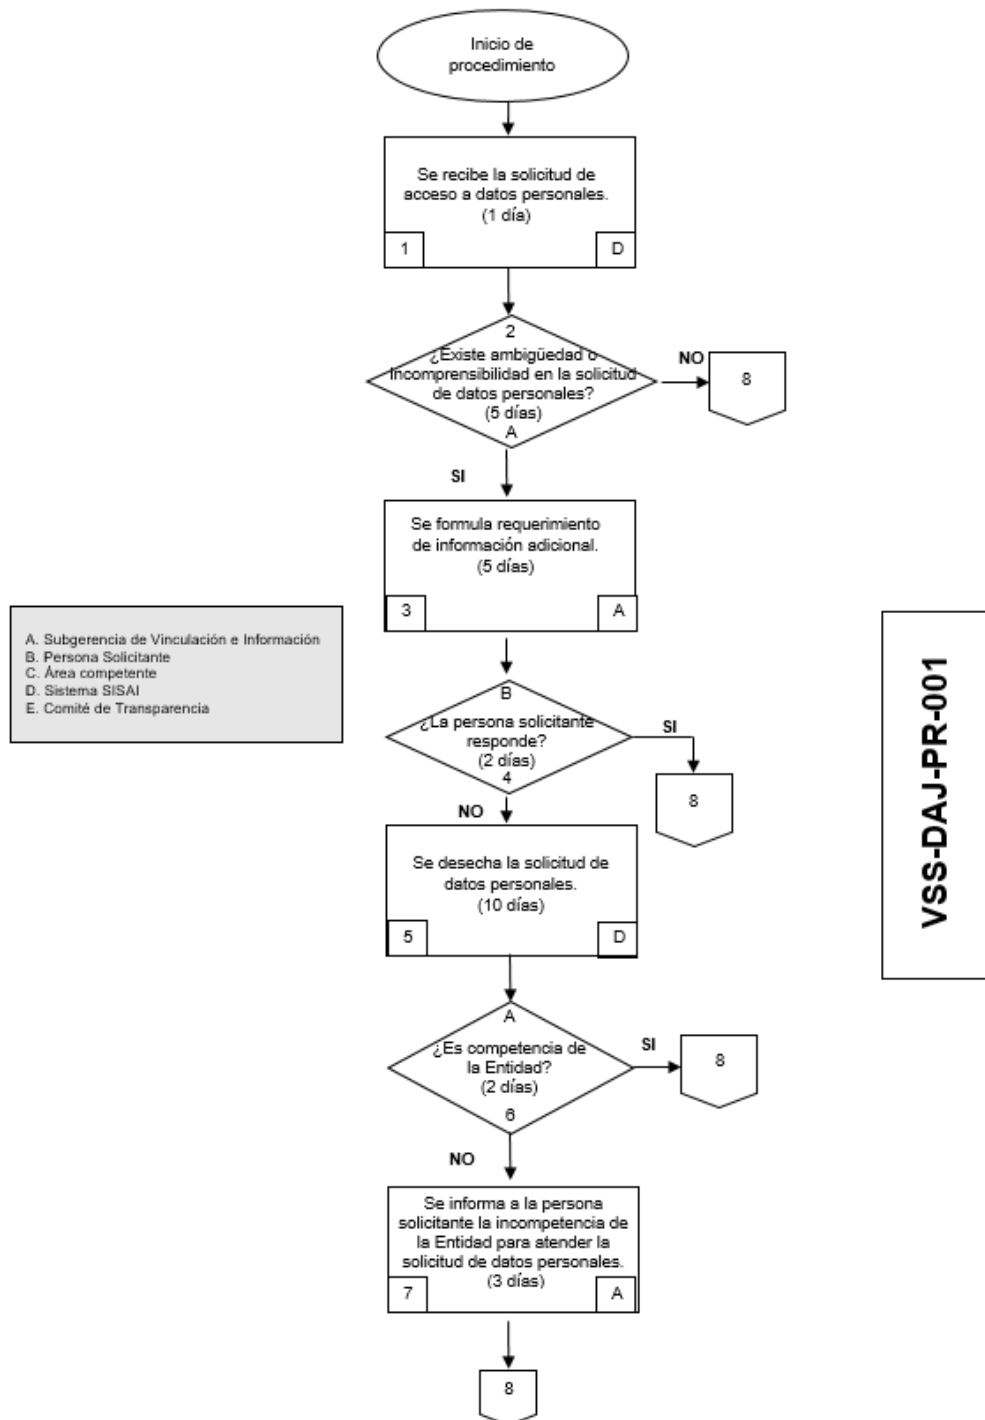 Inicio de
procedimiento
Se recibe la solicitud de
acceso a datos personales.
(1 día)
1
D
2
¿Existe ambigüedad o
incomprensibilidad en la solicitud
de datos personales?
(5 días)
A
NO
8
SI
Se formula requerimiento
de información adicional.
(5 días)
3
A
A. Subgerencia de Vinculación e Información
B. Persona Solicitante
C. Área competente
D. Sistema SISAI
E. Comité de Transparencia
VSS-DAJ-PR-001
B
¿La persona solicitante
responde?
(2 días)
4
SI
8
NO
Se desecha la solicitud de
datos personales.
(10 días)
5
D
A
¿Es competencia de
la Entidad?
(2 días)
6
SI
8
NO
Se informa a la persona
solicitante la incompetencia de
la Entidad para atender la
solicitud de datos personales.
(3 días)
7
A
8